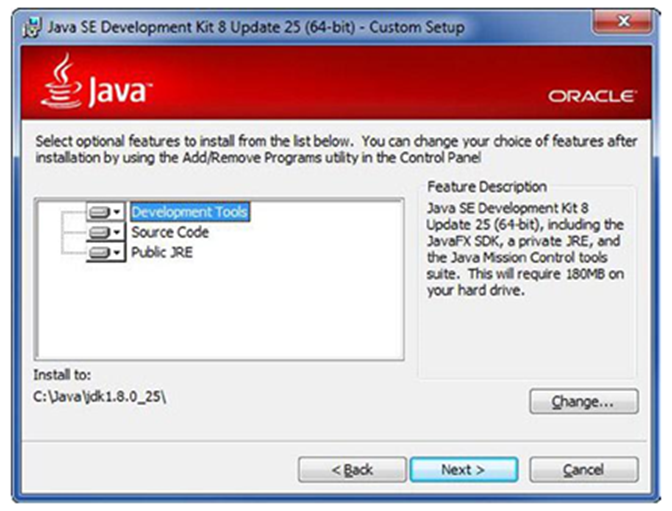 Java SE Development Kit 8 Update 25 (64-bit) - Custom Setup
Java™
ORACLE®
Select optional features to install from the list below. You can change your choice of features after
installation by using the Add/Remove Programs utility in the Control Panel
Development Tools
Source Code
Public JRE
Feature Description
Java SE Development Kit 8
Update 25 (64-bit), including the
JavaFX SDK, a private JRE, and
the Java Mission Control tools
suite. This will require 180MB on
your hard drive.
Install to:
C:\Java\jdk1.8.0_25\
Change...
< Back
Next >
Cancel